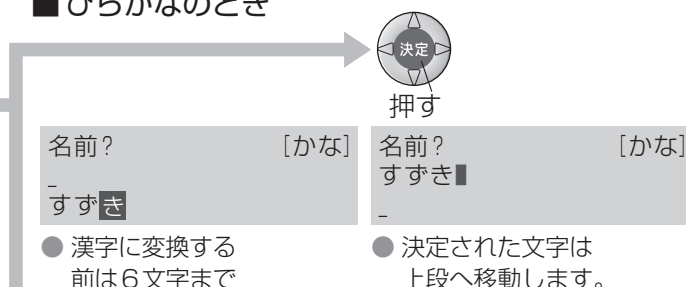 ■ひらがなのとき
決定
押す
名前? [かな]
_
すずき
● 漢字に変換する
前は6文字まで
名前? [かな]
すずき
_
● 決定された文字は
上段へ移動します。